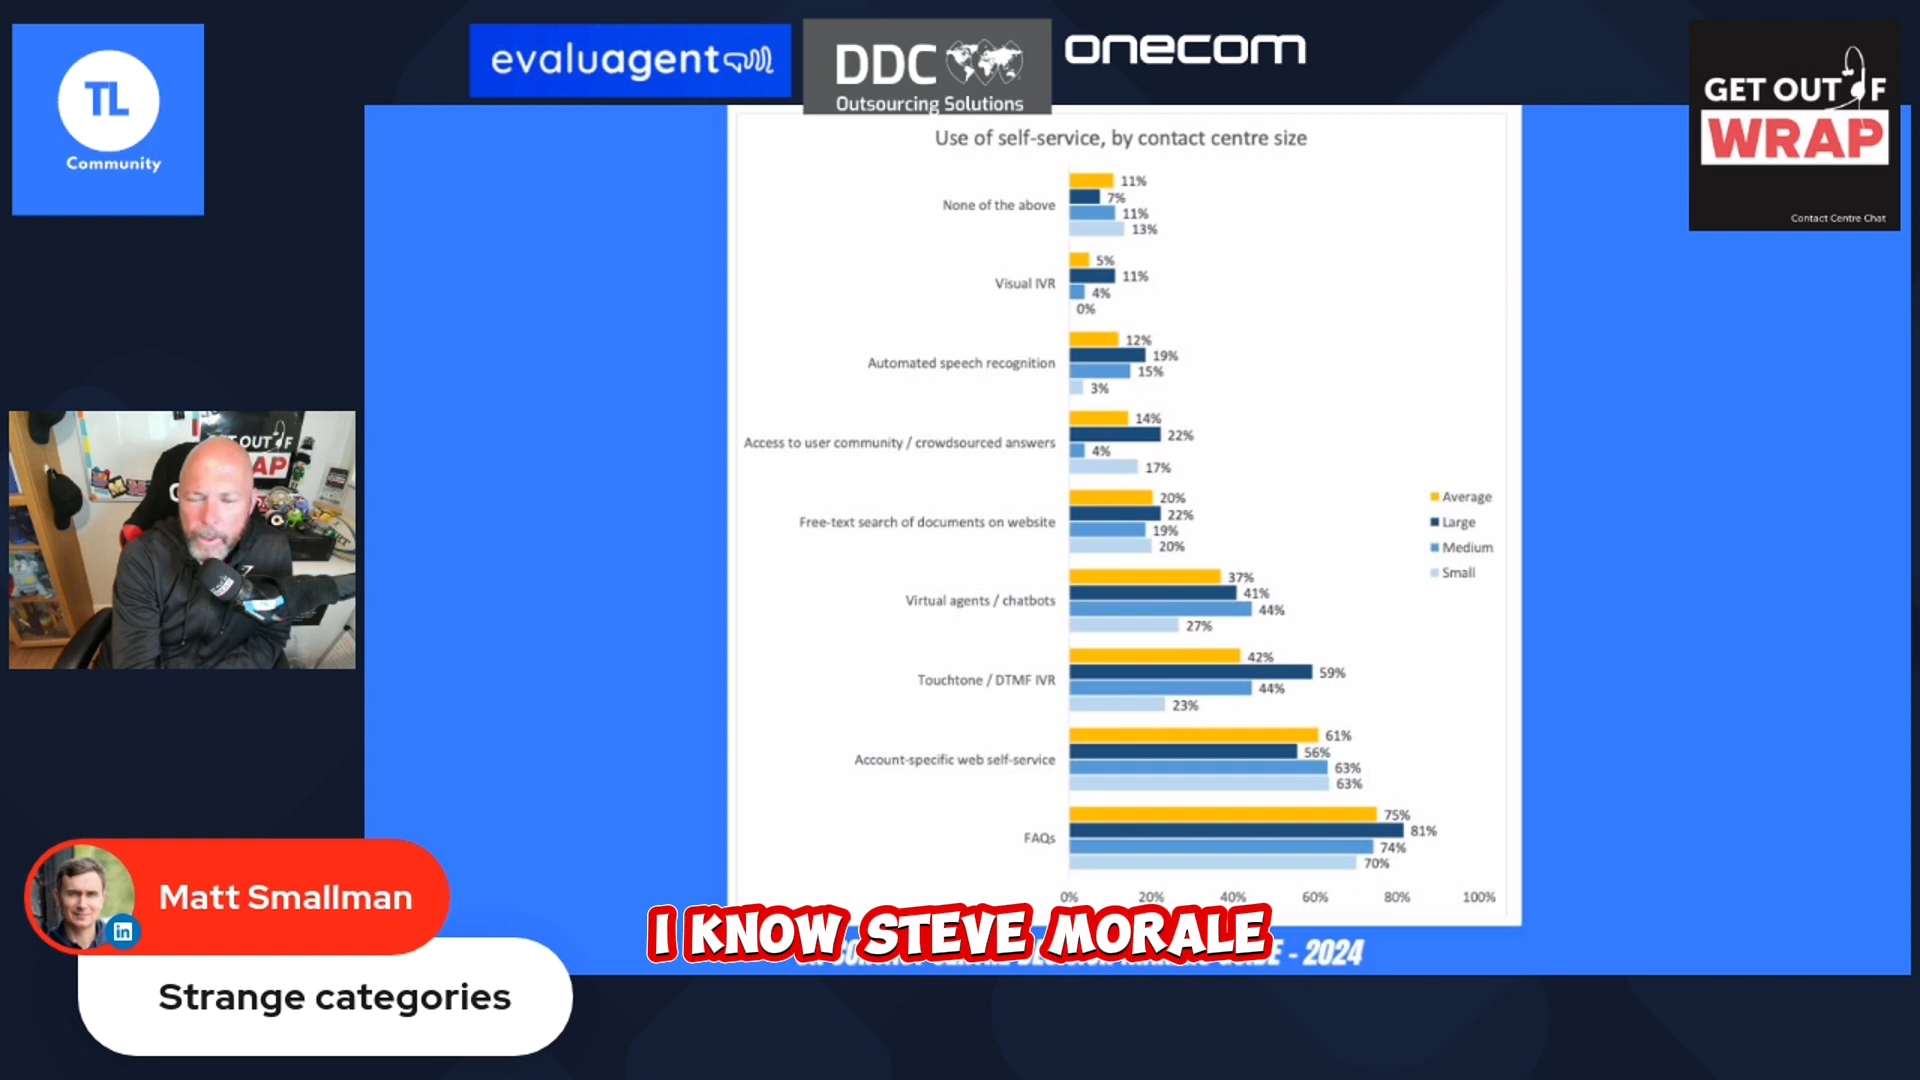 TL
Community
evaluagent
DDC
Outsourcing Solutions
onecom
GET OUT OF
WRAP
Contact Centre Chat
Use of self-service, by contact centre size
None of the above
11%
7%
11%
13%
Visual IVR
5%
11%
4%
0%
Automated speech recognition
12%
19%
15%
3%
Access to user community / crowdsourced answers
14%
22%
4%
17%
Free-text search of documents on website
20%
22%
19%
20%
Virtual agents / chatbots
37%
41%
44%
27%
Touchtone / DTMF IVR
42%
59%
44%
23%
Account-specific web self-service
61%
56%
63%
63%
FAQs
75%
81%
74%
70%
0% 20% 40% 60% 80% 100%
Average
Large
Medium
Small
I KNOW STEVE MORALE
- 2024
Matt Smallman
in
Strange categories